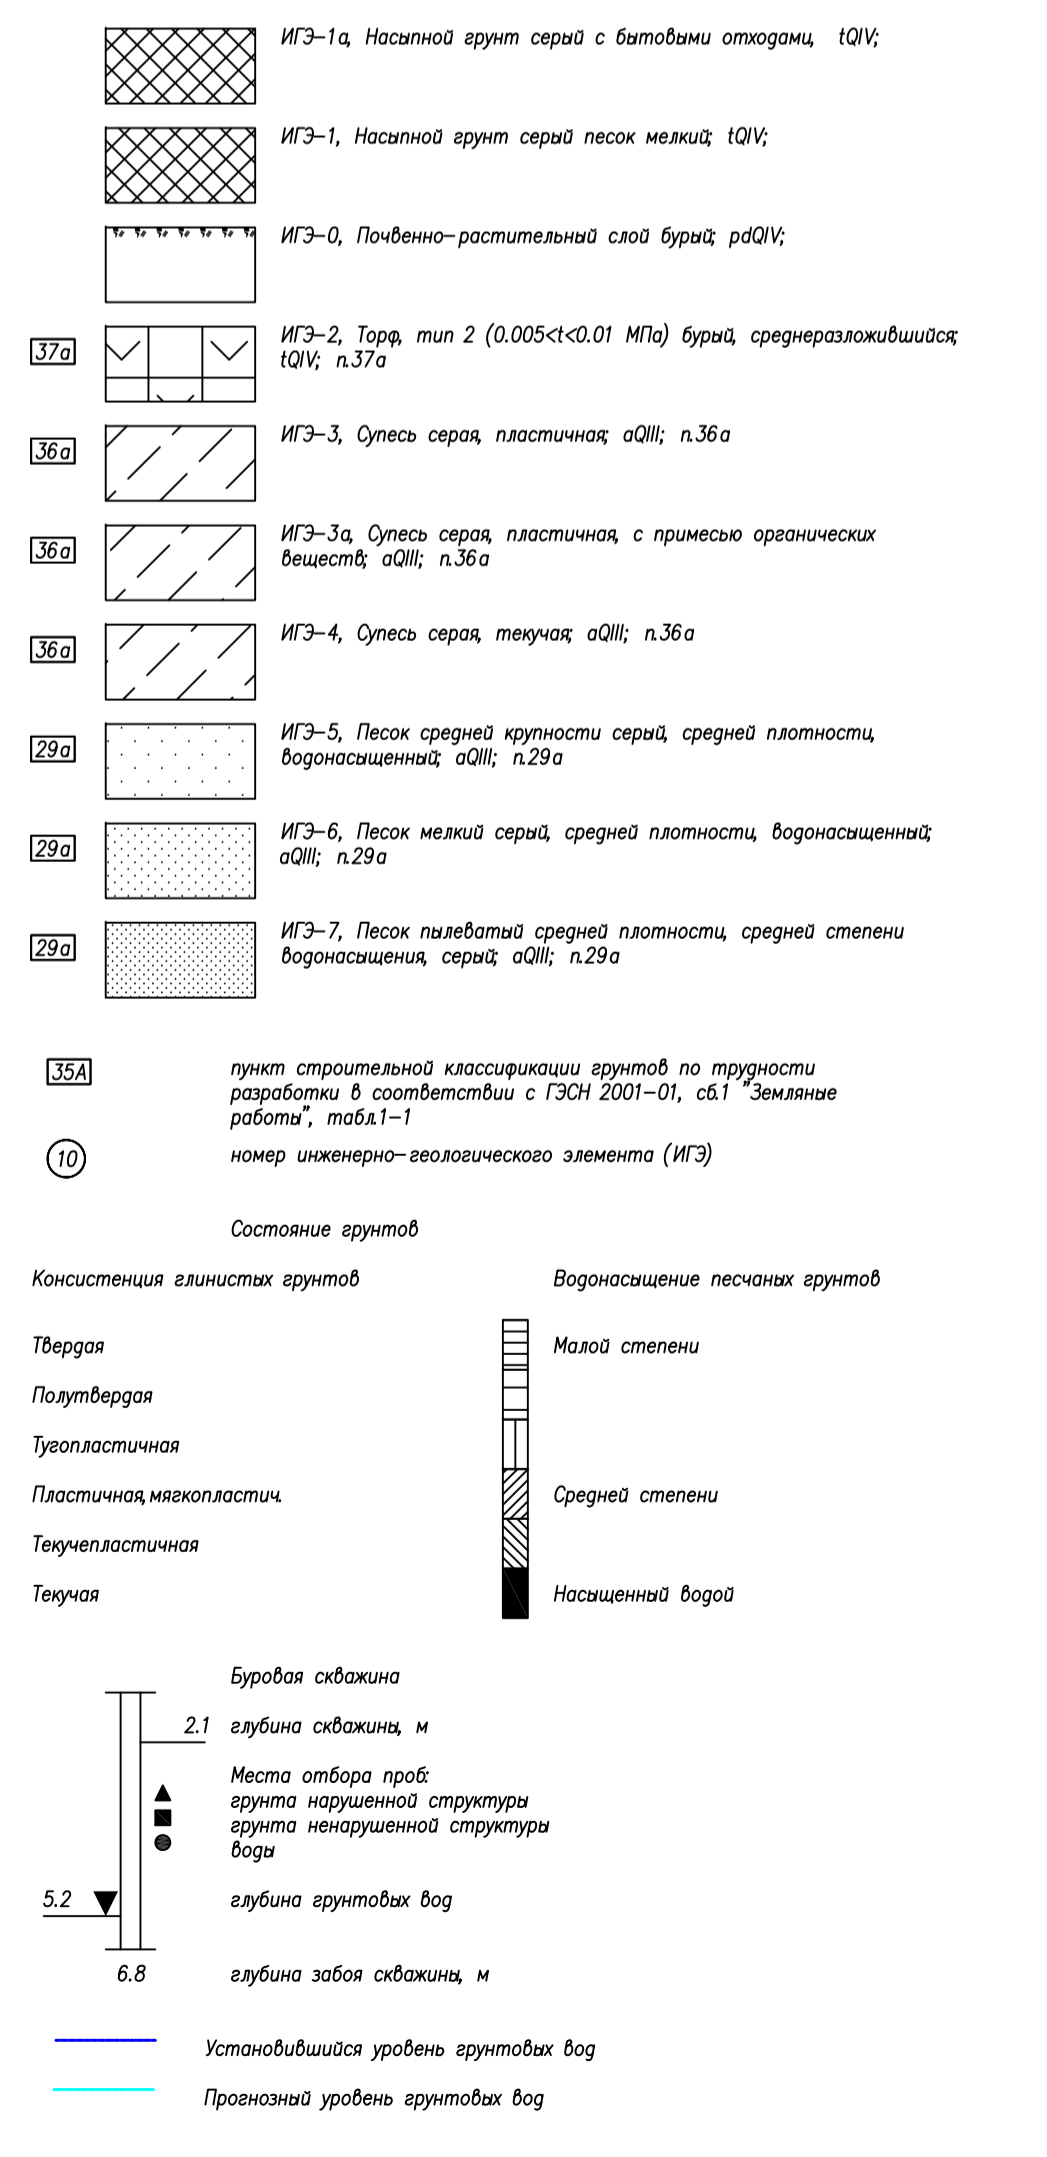 ИГЭ-1а, Насыпной грунт серый с бытовыми отходами, tQIV;
ИГЭ-1, Насыпной грунт серый песок мелкий; tQIV;
ИГЭ-0, Почвенно-растительный слой бурый; pdQIV;
37а
ИГЭ-2, Торф, тип 2 (0.005<t<0.01 МПа) бурый, среднеразложившийся;
tQIV; п.37а
36а
ИГЭ-3, Супесь серая, пластичная; aQIII; п.36а
36а
ИГЭ-3а, Супесь серая, пластичная, с примесью органических
веществ; aQIII; п.36а
36а
ИГЭ-4, Супесь серая, текучая; aQIII; п.36а
29а
ИГЭ-5, Песок средней крупности серый, средней плотности,
водонасыщенный; aQIII; п.29а
29а
ИГЭ-6, Песок мелкий серый, средней плотности, водонасыщенный;
aQIII; п.29а
29а
ИГЭ-7, Песок пылеватый средней плотности, средней степени
водонасыщения, серый; aQIII; п.29а
35А
пункт строительной классификации грунтов по трудности
разработки в соответствии с ГЭСН 2001-01, сб.1 "Земляные
работы", табл.1-1
10
номер инженерно-геологического элемента (ИГЭ)
Состояние грунтов
Консистенция глинистых грунтов
Водонасыщение песчаных грунтов
Твердая
Малой степени
Полутвердая
Тугопластичная
Пластичная,мягкопластич.
Средней степени
Текучепластичная
Текучая
Насыщенный водой
Буровая скважина
2.1
глубина скважины, м
Места отбора проб:
грунта нарушенной структуры
грунта ненарушенной структуры
воды
5.2
глубина грунтовых вод
6.8
глубина забоя скважины, м
Установившийся уровень грунтовых вод
Прогнозный уровень грунтовых вод